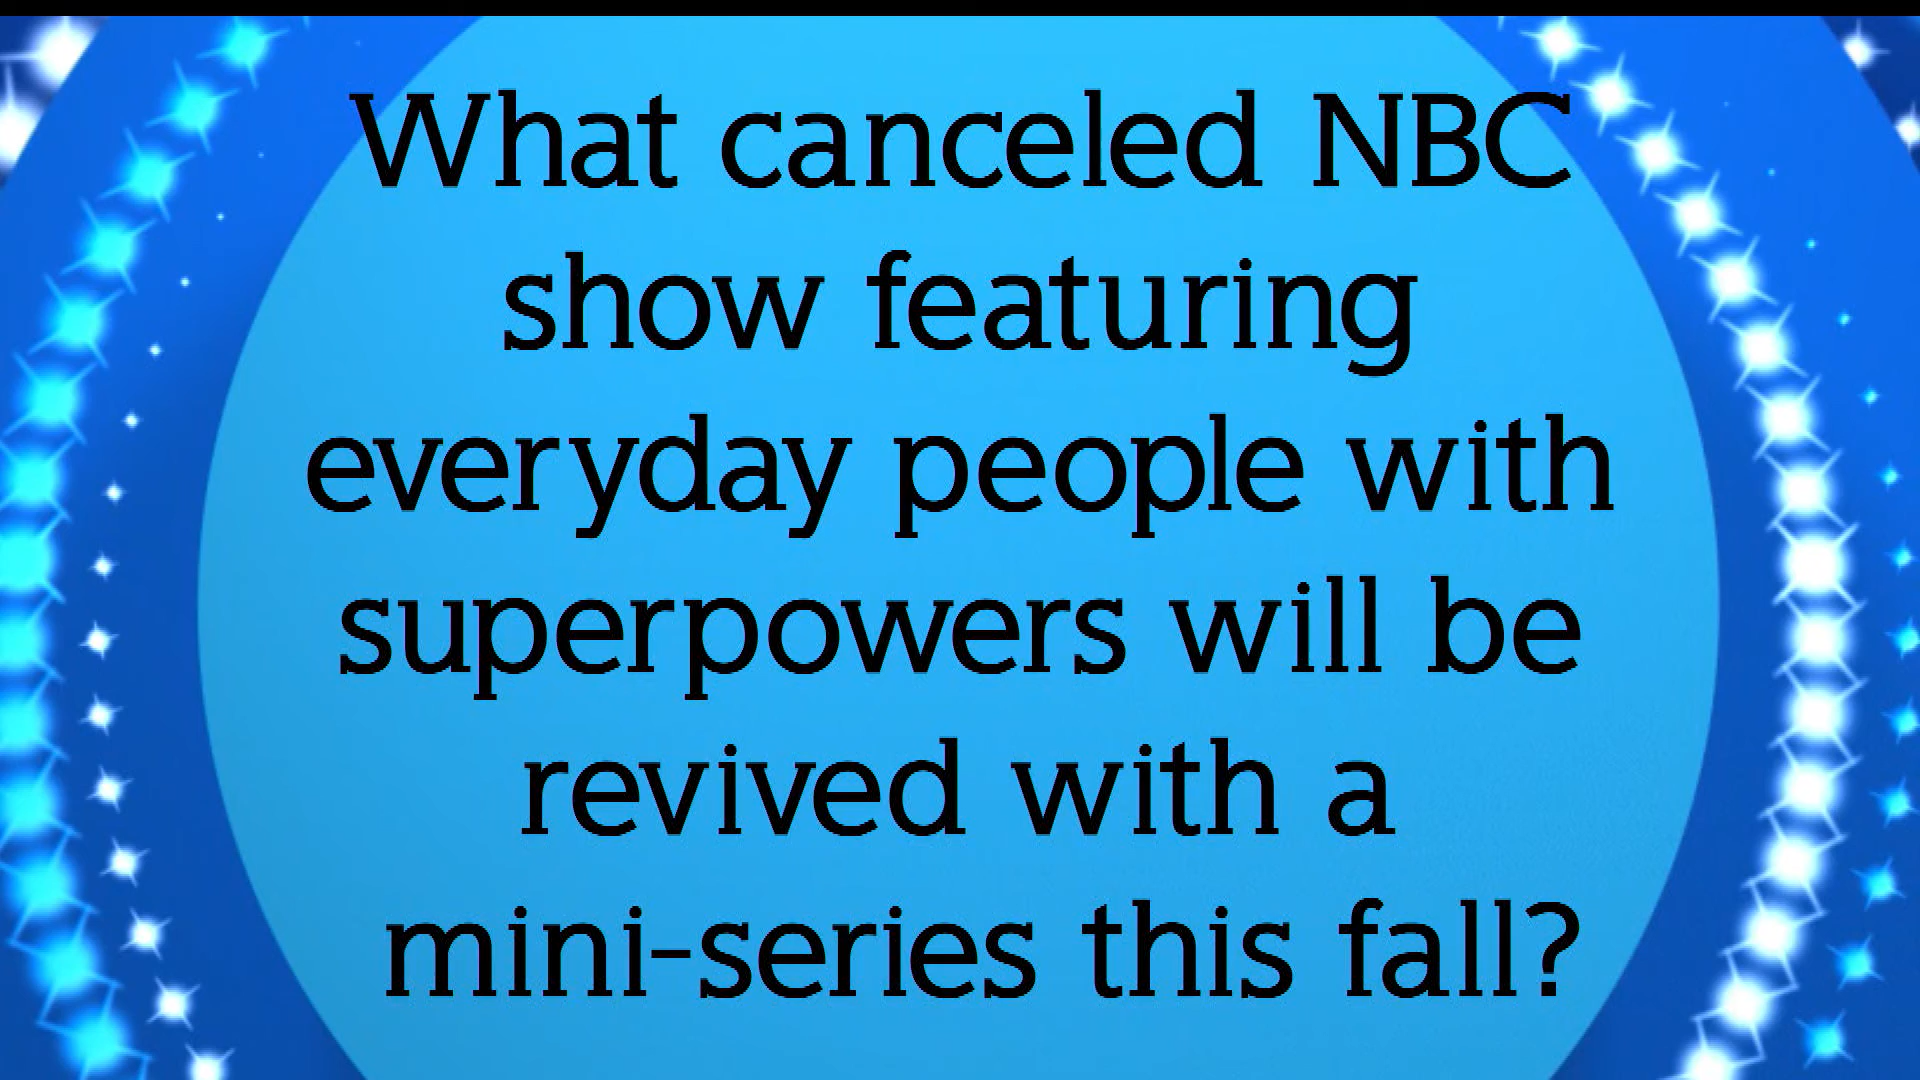 What canceled NBC
show featuring
everyday people with
superpowers will be
revived with a
mini-series this fall?